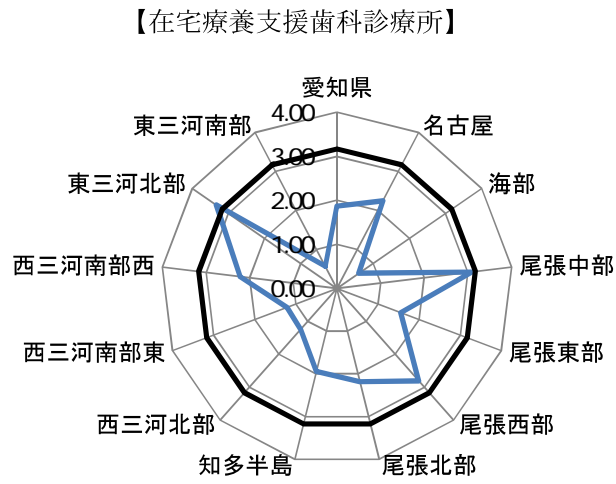 【在宅療養支援歯科診療所】
愛知県
4.00
東三河南部
名古屋
3.00
東三河北部
海部
2.00
1.00
西三河南部西
尾張中部
0.00
西三河南部東
尾張東部
西三河北部
尾張西部
知多半島
尾張北部